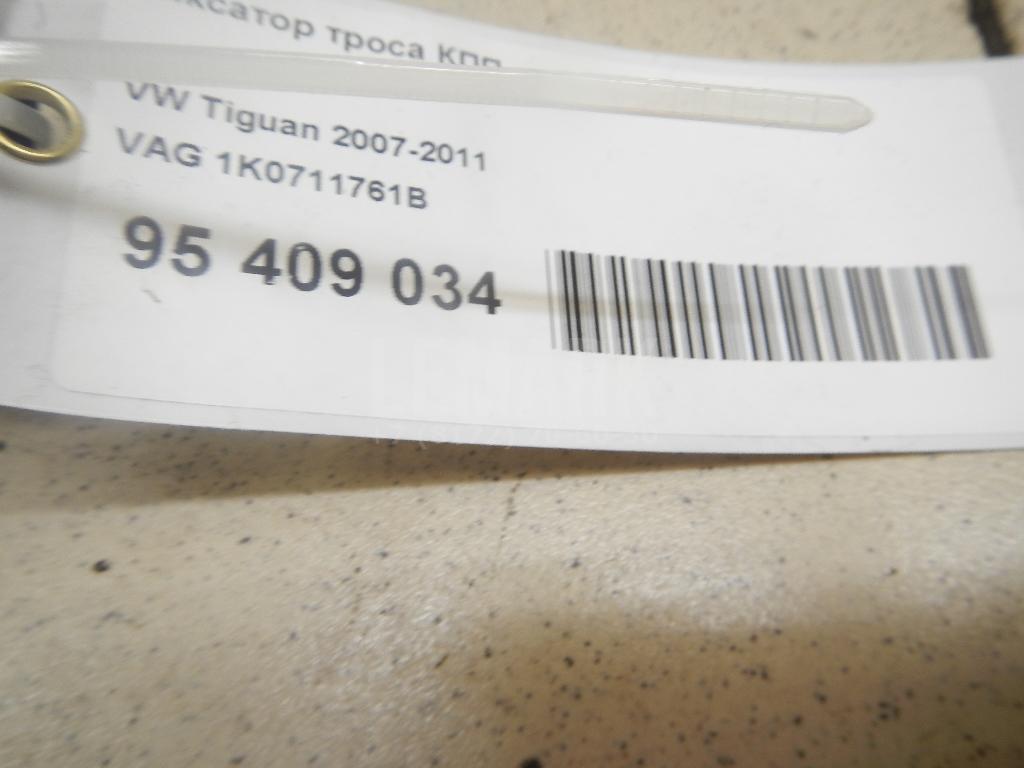 ксатор троса КПП
VW Tiguan 2007-2011
VAG 1K0711761B
95 409 034